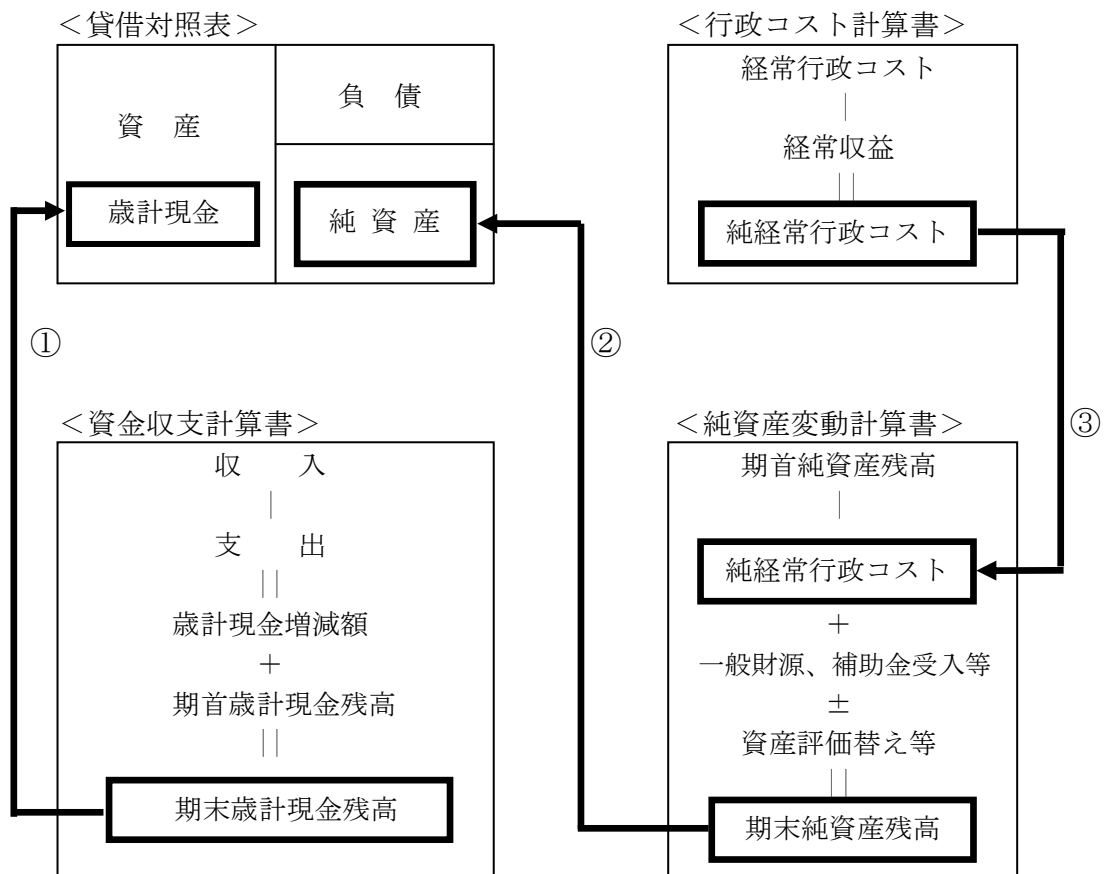 ＜貸借対照表＞
資　産
負　債
歳計現金
純 資 産
＜行政コスト計算書＞
経常行政コスト
｜
経常収益
||
純経常行政コスト
①
②
③
＜資金収支計算書＞
収　　入
｜
支　　出
||
歳計現金増減額
＋
期首歳計現金残高
||
期末歳計現金残高
＜純資産変動計算書＞
期首純資産残高
｜
純経常行政コスト
＋
一般財源、補助金受入等
±
資産評価替え等
||
期末純資産残高